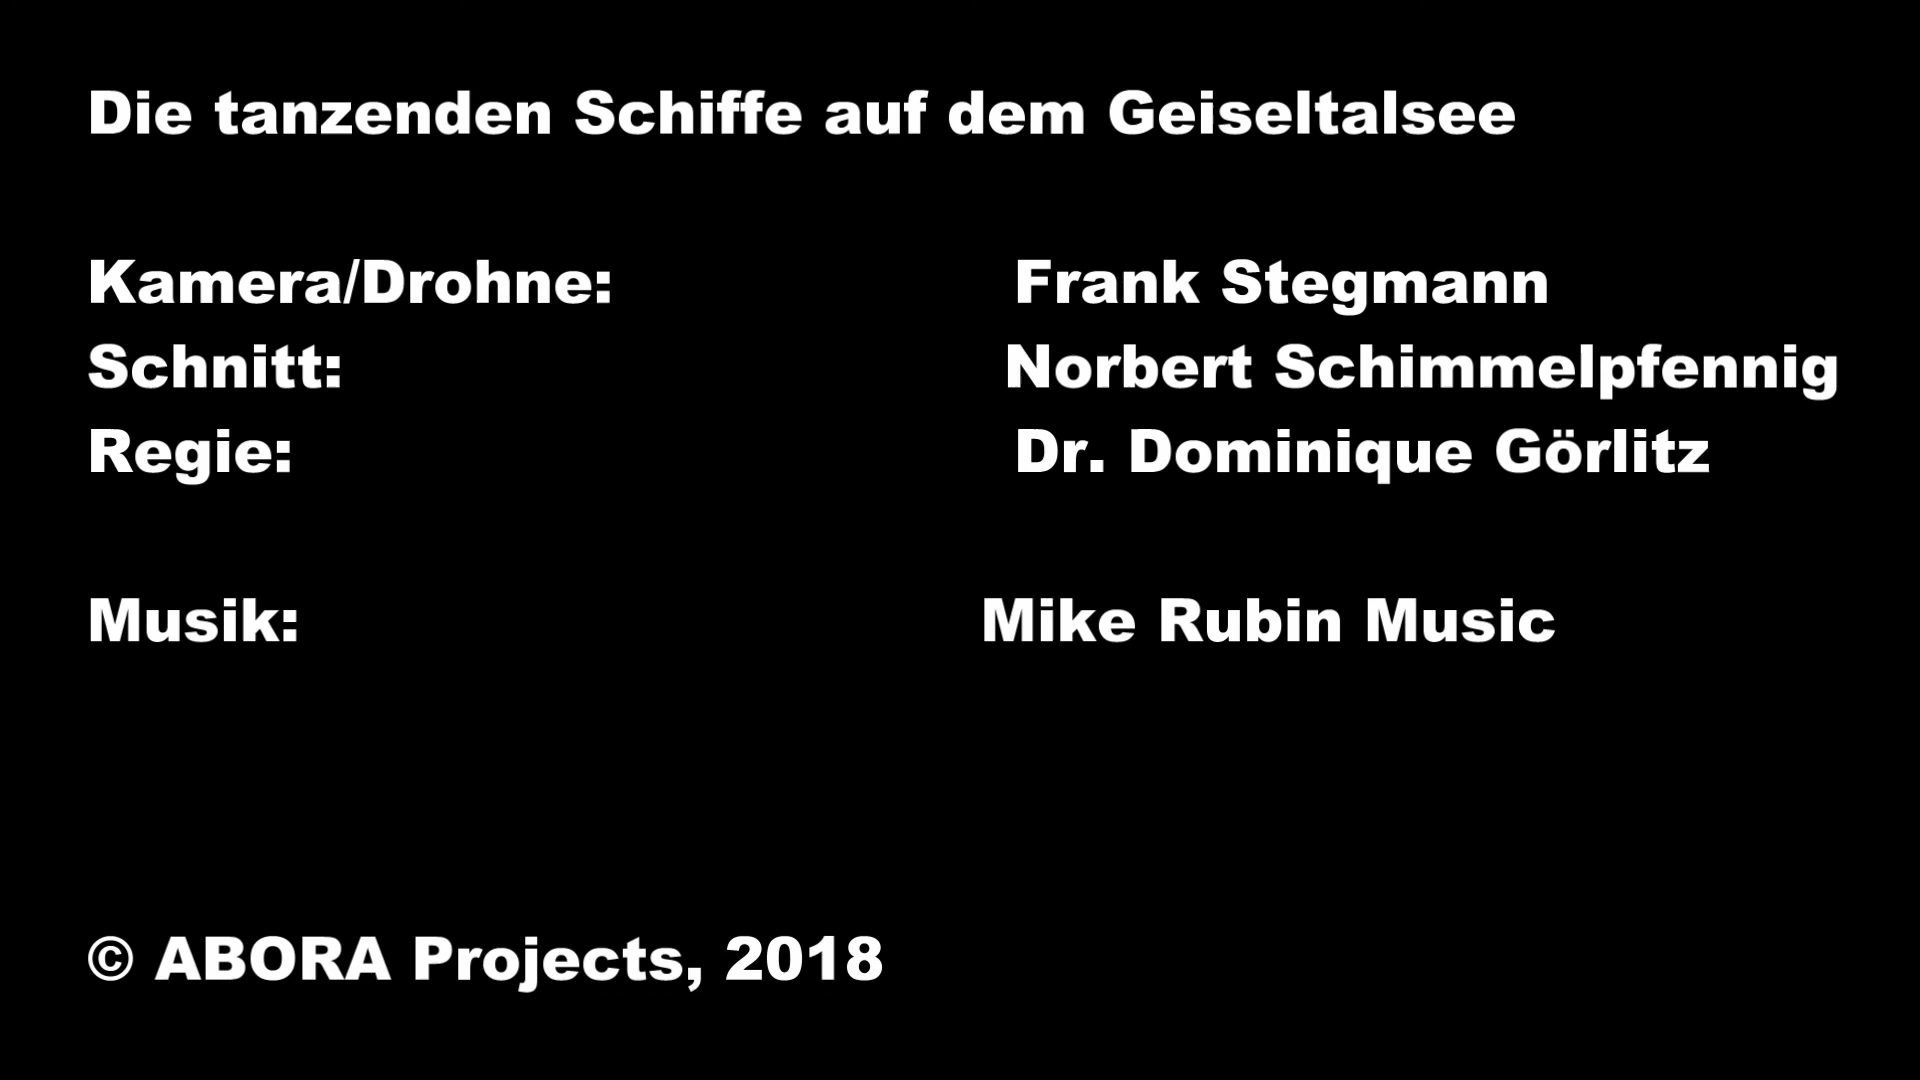 Die tanzenden Schiffe auf dem Geiseltalsee
Kamera/Drohne: Frank Stegmann
Schnitt: Norbert Schimmelpfennig
Regie: Dr. Dominique Görlitz
Musik: Mike Rubin Music
© ABORA Projects, 2018